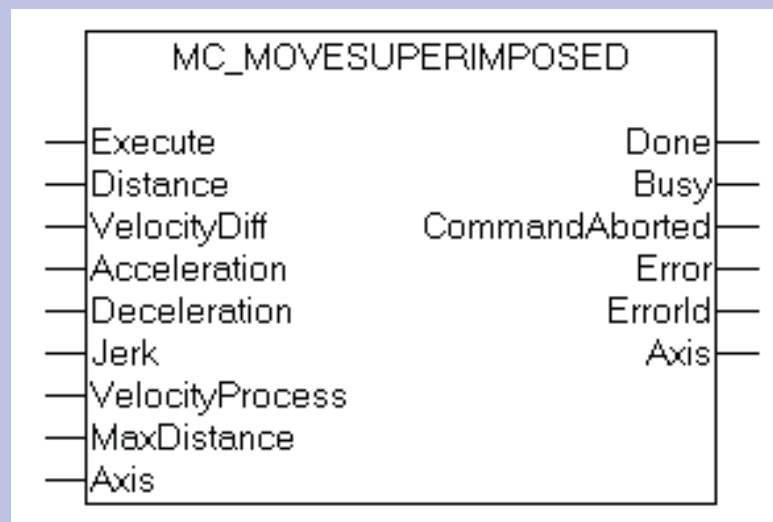 MC_MOVESUPERIMPOSED
Execute Done
Distance Busy
VelocityDiff CommandAborted
Acceleration Error
Deceleration ErrorId
Jerk Axis
VelocityProcess
MaxDistance
Axis